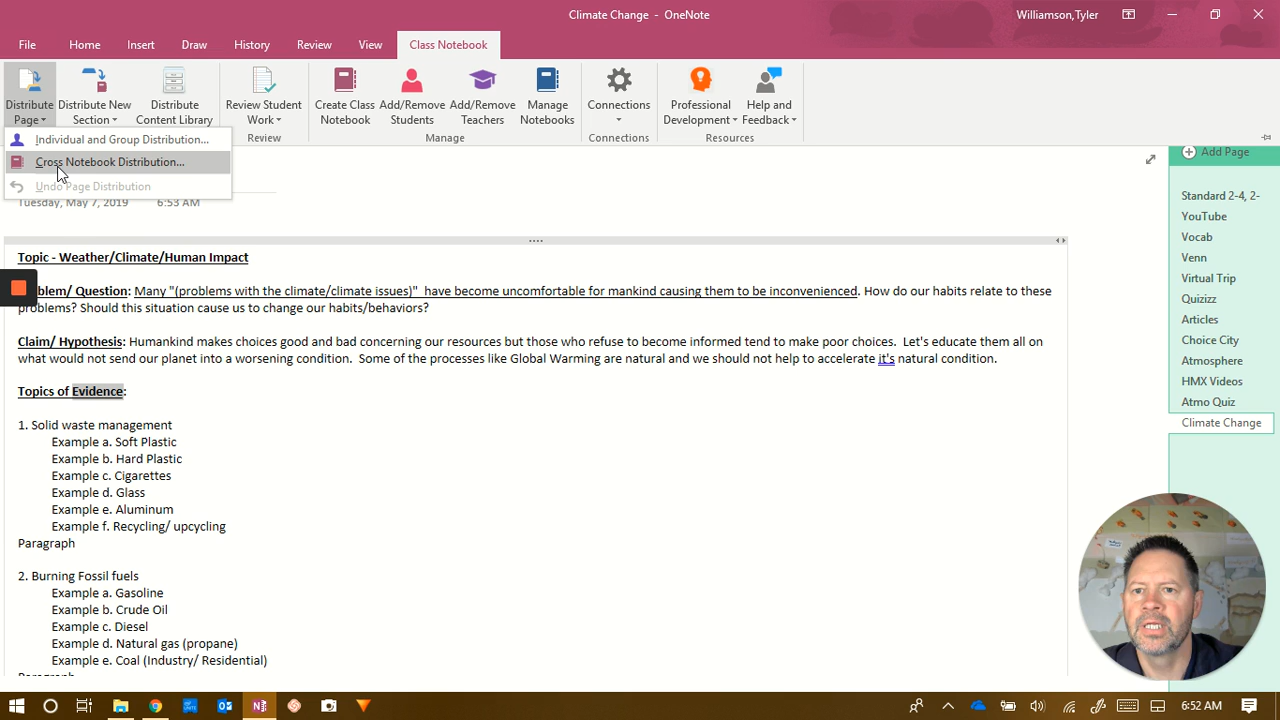 Climate Change - OneNote
Williamson,Tyler
File Home Insert Draw History Review View Class Notebook
Distribute Page
Distribute New Section
Distribute Content Library
Review Student Work
Create Class Notebook
Add/Remove Students
Add/Remove Teachers
Manage Notebooks
Connections
Professional Development
Help and Feedback
Review
Manage
Connections
Resources
Individual and Group Distribution...
Cross Notebook Distribution...
Undo Page Distribution
Tuesday, May 7, 2019 6:53 AM
Topic - Weather/Climate/Human Impact
blem/ Question: Many "(problems with the climate/climate issues)" have become uncomfortable for mankind causing them to be inconvenienced. How do our habits relate to these
problems? Should this situation cause us to change our habits/behaviors?
Claim/ Hypothesis: Humankind makes choices good and bad concerning our resources but those who refuse to become informed tend to make poor choices. Let's educate them all on
what would not send our planet into a worsening condition. Some of the processes like Global Warming are natural and we should not help to accelerate it's natural condition.
Topics of Evidence:
1. Solid waste management
Example a. Soft Plastic
Example b. Hard Plastic
Example c. Cigarettes
Example d. Glass
Example e. Aluminum
Example f. Recycling/ upcycling
Paragraph
2. Burning Fossil fuels
Example a. Gasoline
Example b. Crude Oil
Example c. Diesel
Example d. Natural gas (propane)
Example e. Coal (Industry/ Residential)
Add Page
Standard 2-4, 2-
YouTube
Vocab
Venn
Virtual Trip
Quizizz
Articles
Choice City
Atmosphere
HMX Videos
Atmo Quiz
Climate Change
6:52 AM